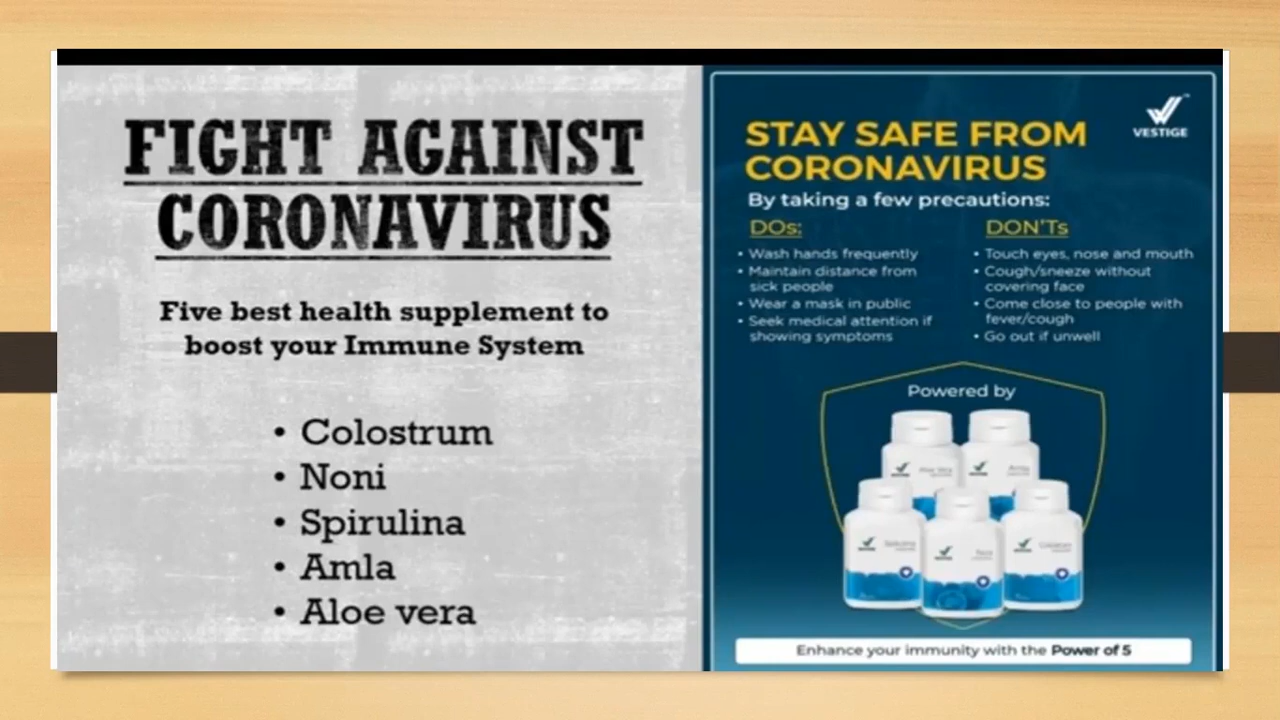 FIGHT AGAINST
CORONAVIRUS
Five best health supplement to
boost your Immune System
• Colostrum
• Noni
• Spirulina
• Amla
• Aloe vera
VESTIGE
STAY SAFE FROM
CORONAVIRUS
By taking a few precautions:
DOs:
• Wash hands frequently
• Maintain distance from
sick people
• Wear a mask in public
• Seek medical attention if
showing symptoms
DON'Ts
• Touch eyes, nose and mouth
• Cough/sneeze without
covering face
• Come close to people with
fever/cough
• Go out if unwell
Powered by
Aloe Vera
Amla
Noni
Enhance your immunity with the Power of 5